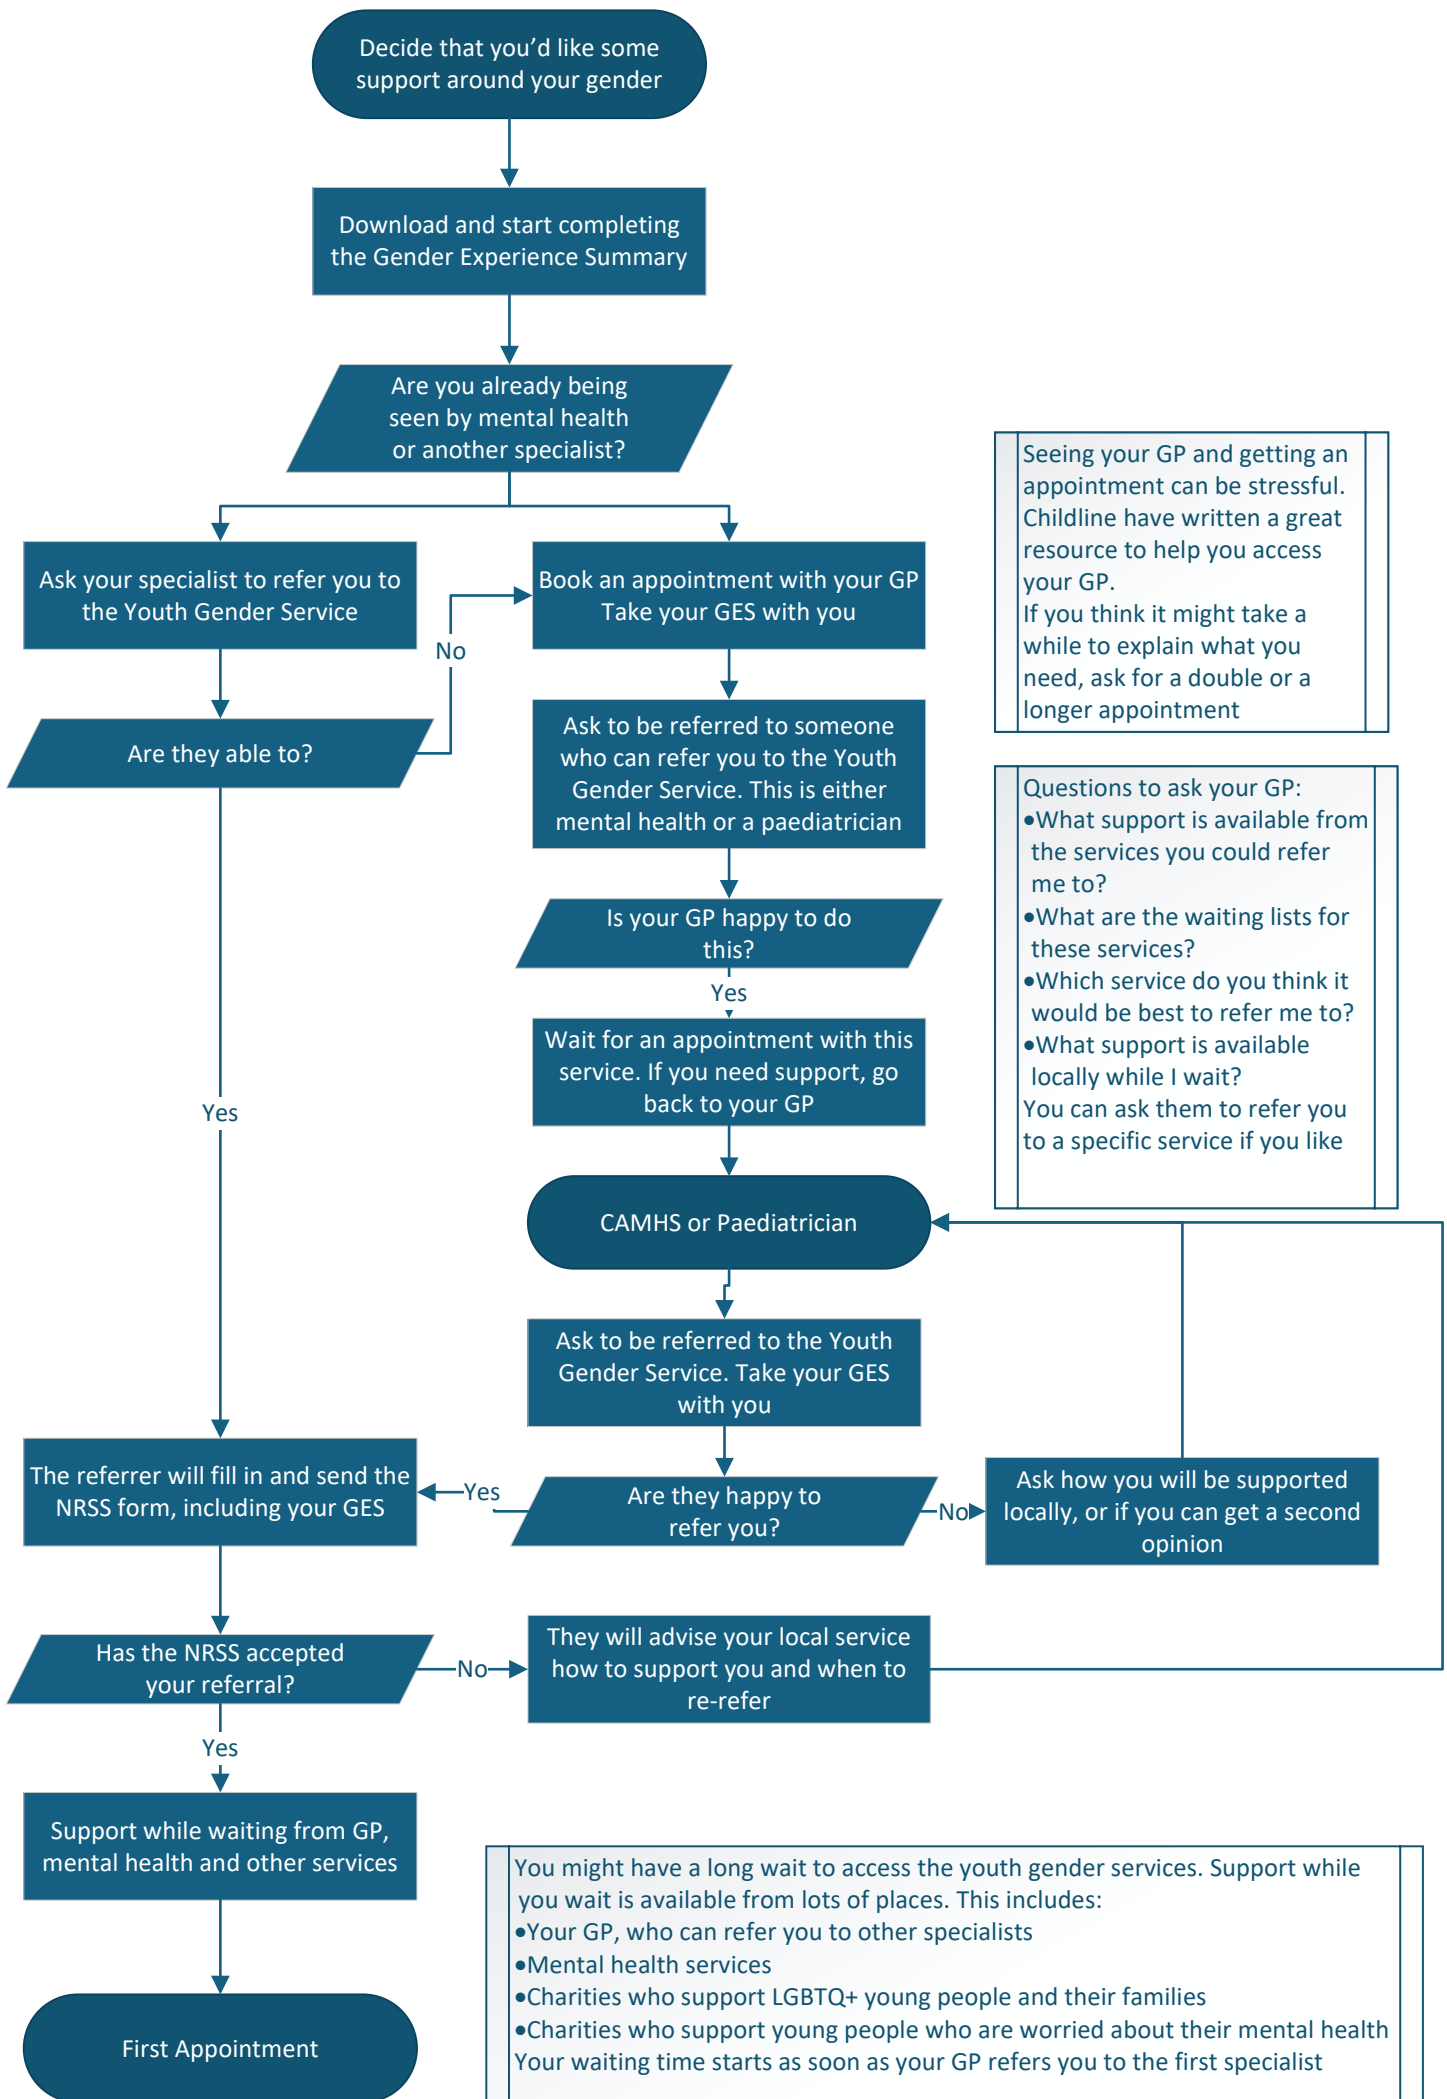 Decide that you’d like some
support around your gender
Download and start completing
the Gender Experience Summary
Are you already being
seen by mental health
or another specialist?
Ask your specialist to refer you to
the Youth Gender Service
Book an appointment with your GP
Take your GES with you
No
Are they able to?
Ask to be referred to someone
who can refer you to the Youth
Gender Service. This is either
mental health or a paediatrician
Is your GP happy to do
this?
Yes
Wait for an appointment with this
service. If you need support, go
back to your GP
Yes
CAMHS or Paediatrician
Ask to be referred to the Youth
Gender Service. Take your GES
with you
The referrer will fill in and send the
NRSS form, including your GES
Yes
Are they happy to
refer you?
No
Ask how you will be supported
locally, or if you can get a second
opinion
Has the NRSS accepted
your referral?
No
They will advise your local service
how to support you and when to
re-refer
Yes
Support while waiting from GP,
mental health and other services
First Appointment
Seeing your GP and getting an
appointment can be stressful.
Childline have written a great
resource to help you access
your GP.
If you think it might take a
while to explain what you
need, ask for a double or a
longer appointment
Questions to ask your GP:
•What support is available from
the services you could refer
me to?
•What are the waiting lists for
these services?
•Which service do you think it
would be best to refer me to?
•What support is available
locally while I wait?
You can ask them to refer you
to a specific service if you like
You might have a long wait to access the youth gender services. Support while
you wait is available from lots of places. This includes:
•Your GP, who can refer you to other specialists
•Mental health services
•Charities who support LGBTQ+ young people and their families
•Charities who support young people who are worried about their mental health
Your waiting time starts as soon as your GP refers you to the first specialist